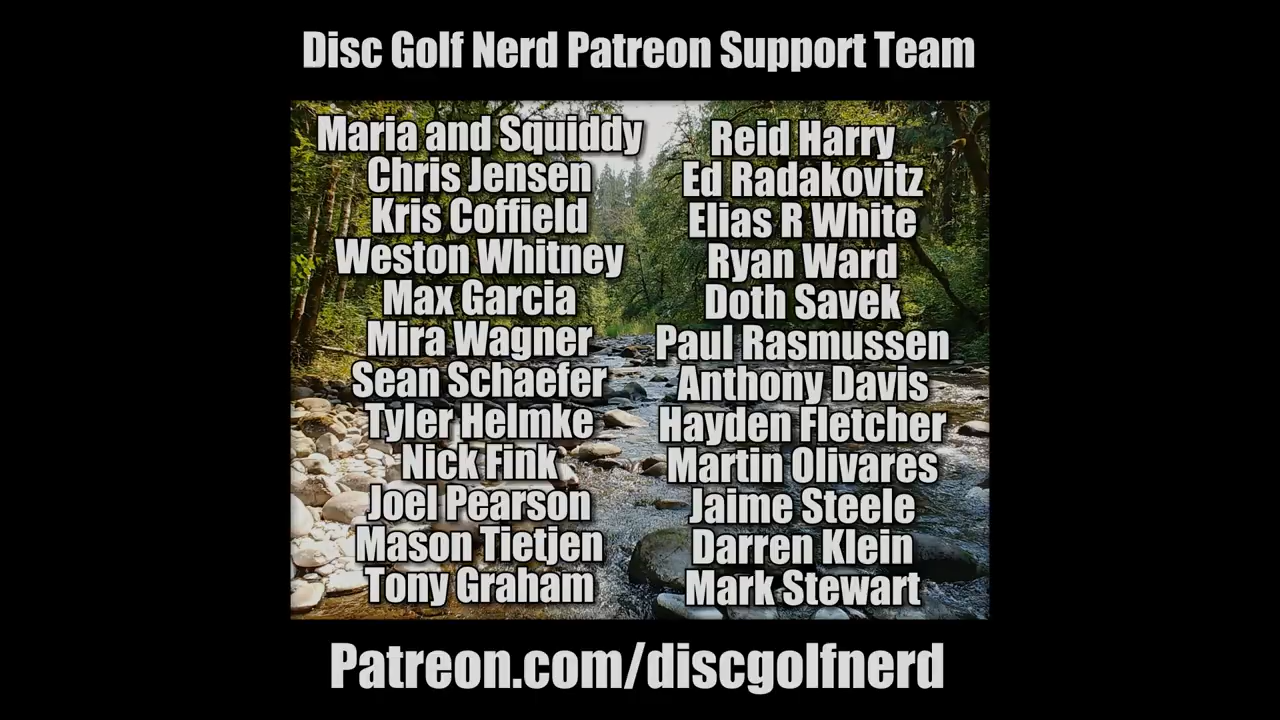 Disc Golf Nerd Patreon Support Team
Maria and Squiddy
Chris Jensen
Kris Coffield
Weston Whitney
Max Garcia
Mira Wagner
Sean Schaefer
Tyler Helmke
Nick Fink
Joel Pearson
Mason Tietjen
Tony Graham
Reid Harry
Ed Radakovitz
Elias R White
Ryan Ward
Doth Savek
Paul Rasmussen
Anthony Davis
Hayden Fletcher
Martin Olivares
Jaime Steele
Darren Klein
Mark Stewart
Patreon.com/discgolfnerd